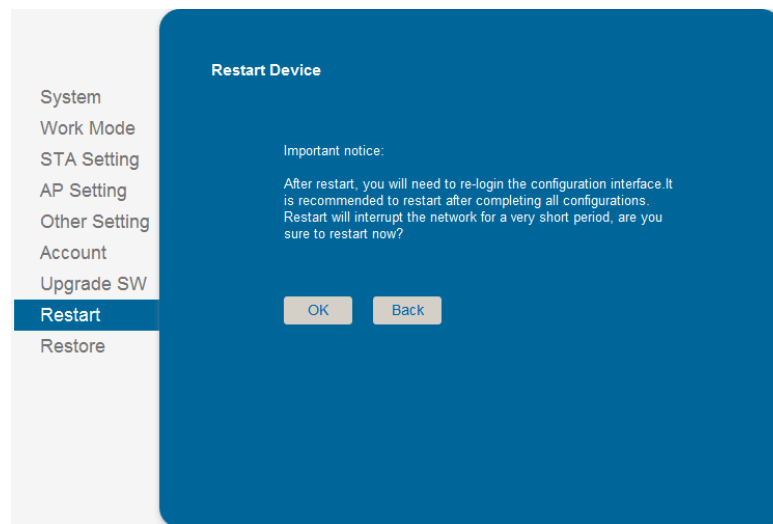 Restart Device
System
Work Mode
STA Setting
AP Setting
Other Setting
Account
Upgrade SW
Restart
Restore
Important notice:
After restart, you will need to re-login the configuration interface.It
is recommended to restart after completing all configurations.
Restart will interrupt the network for a very short period, are you
sure to restart now?
OK
Back